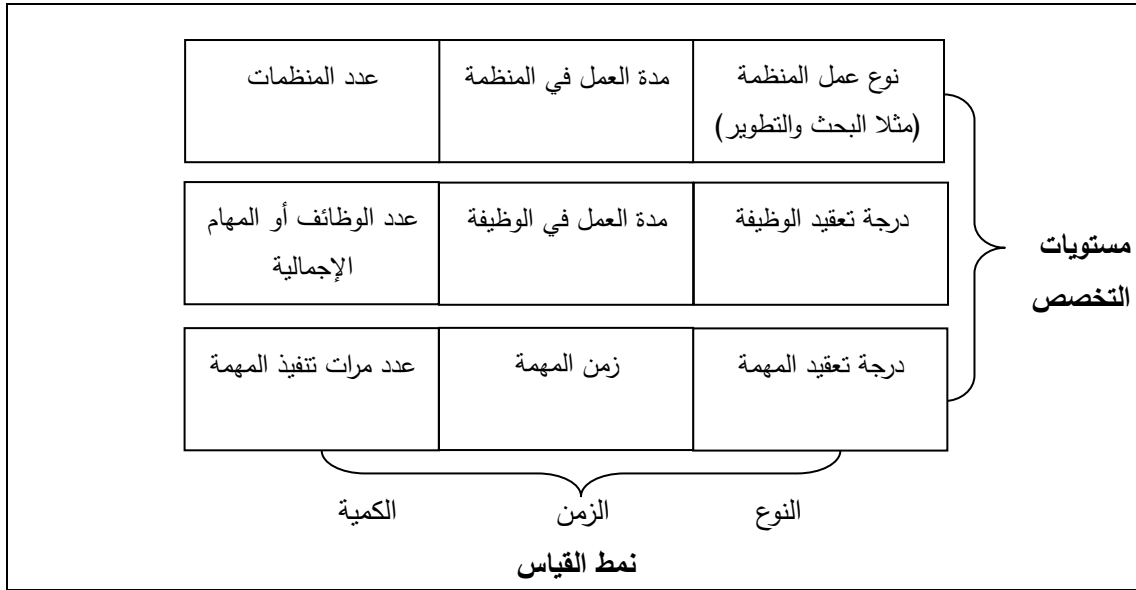 نوع عمل المنظمة
(مثلا البحث والتطوير)
مدة العمل في المنظمة
عدد المنظمات
درجة تعقيد الوظيفة
مدة العمل في الوظيفة
عدد الوظائف أو المهام
الإجمالية
درجة تعقيد المهمة
زمن المهمة
عدد مرات تنفيذ المهمة
مستويات
التخصص
النوع
الزمن
الكمية
نمط القياس